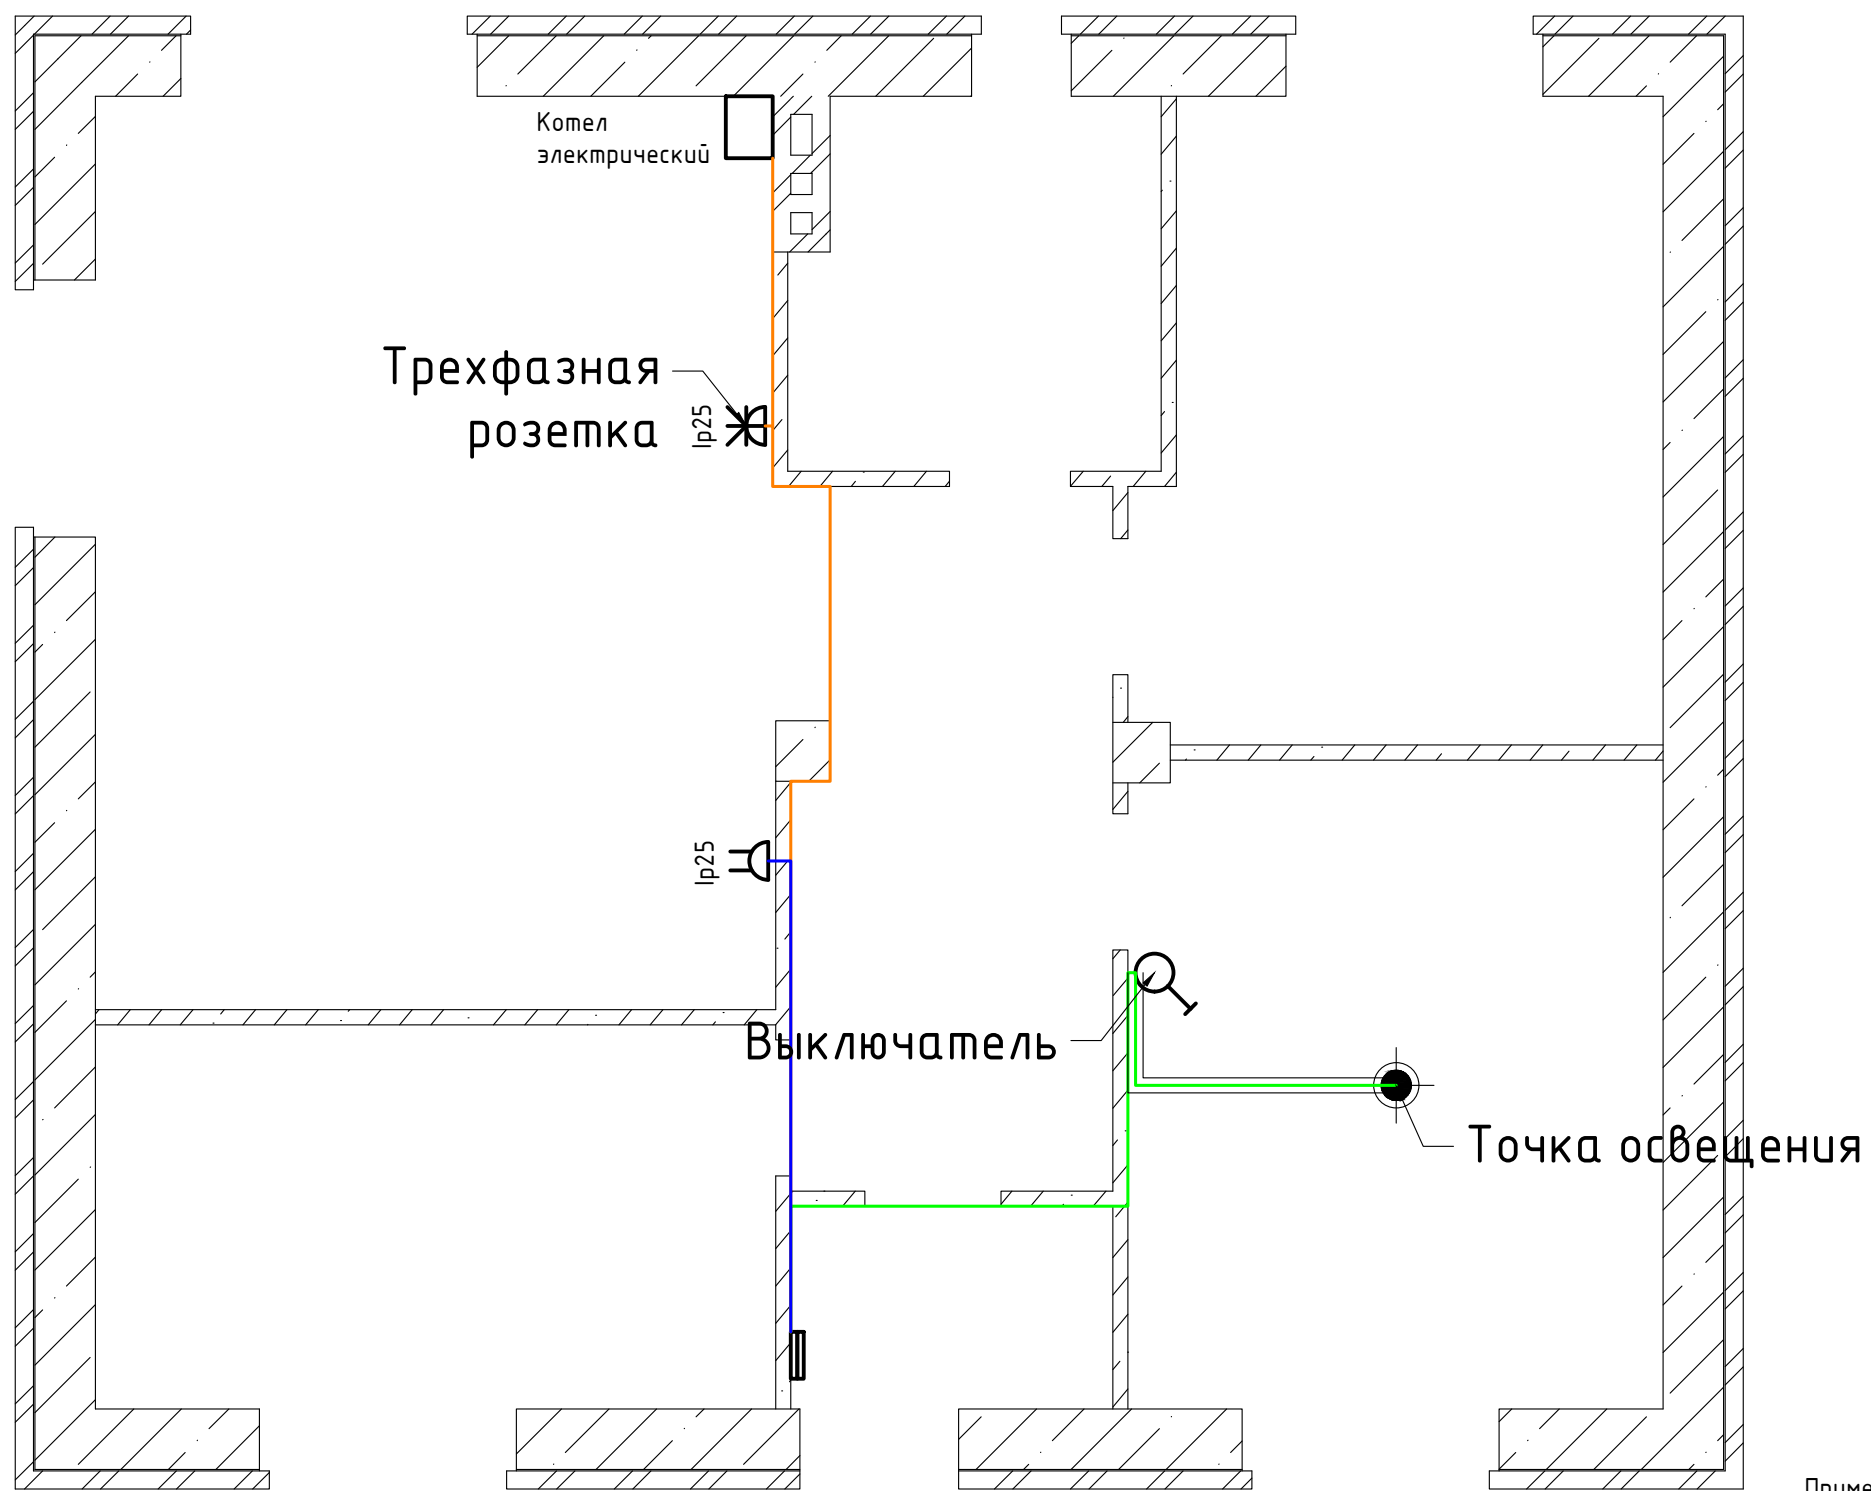 Котел
электрический
Трехфазная
розетка
Ip25
Ip25
Выключатель
Точка освещения